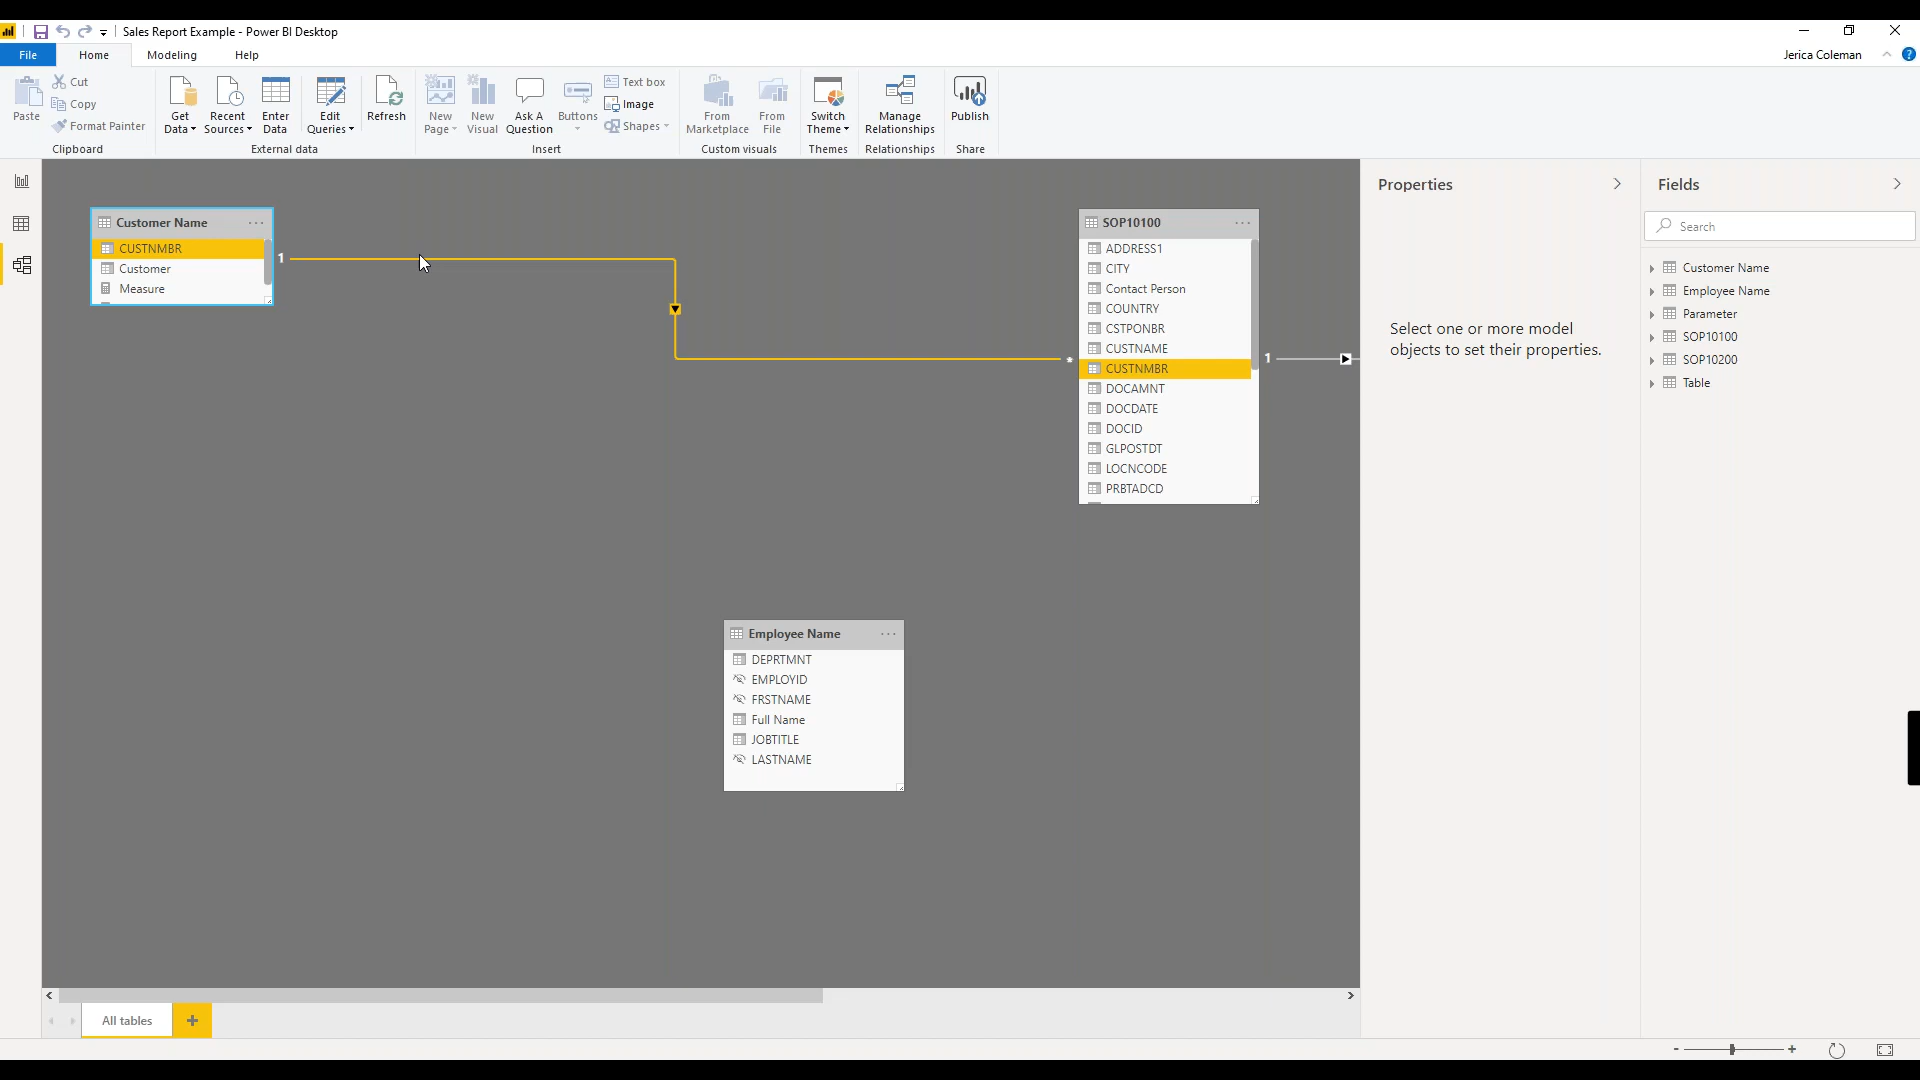 Sales Report Example - Power BI Desktop
File Home Modeling Help
Jerica Coleman
?
Paste
Cut
Copy
Format Painter
Clipboard
Get Data
Recent Sources
Enter Data
Edit Queries
Refresh
External data
New Page
New Visual
Ask A Question
Buttons
Text box
Image
Shapes
Insert
From Marketplace
From File
Custom visuals
Switch Theme
Themes
Manage Relationships
Relationships
Publish
Share
Customer Name ...
CUSTNMBR
Customer
Measure
1
*
SOP10100 ...
ADDRESS1
CITY
Contact Person
COUNTRY
CSTPONBR
CUSTNAME
CUSTNMBR
DOCAMNT
DOCDATE
DOCID
GLPOSTDT
LOCNCODE
PRBTADCD
1
Employee Name ...
DEPRTMNT
EMPLOYID
FRSTNAME
Full Name
JOBTITLE
LASTNAME
Properties
Select one or more model
objects to set their properties.
Fields
Search
Customer Name
Employee Name
Parameter
SOP10100
SOP10200
Table
All tables
+
- +